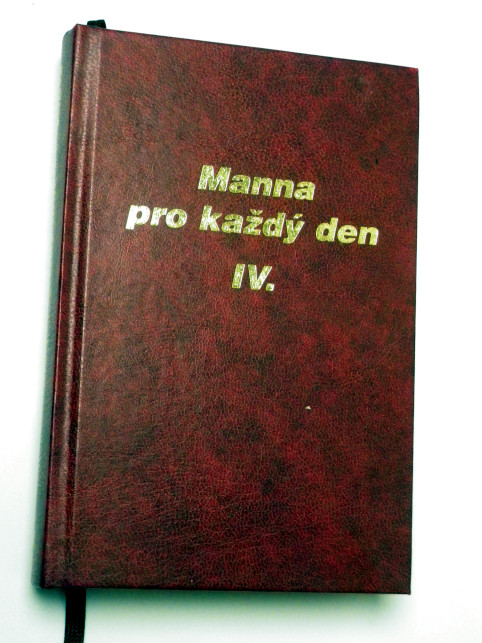 Manna
pro každý den
IV.